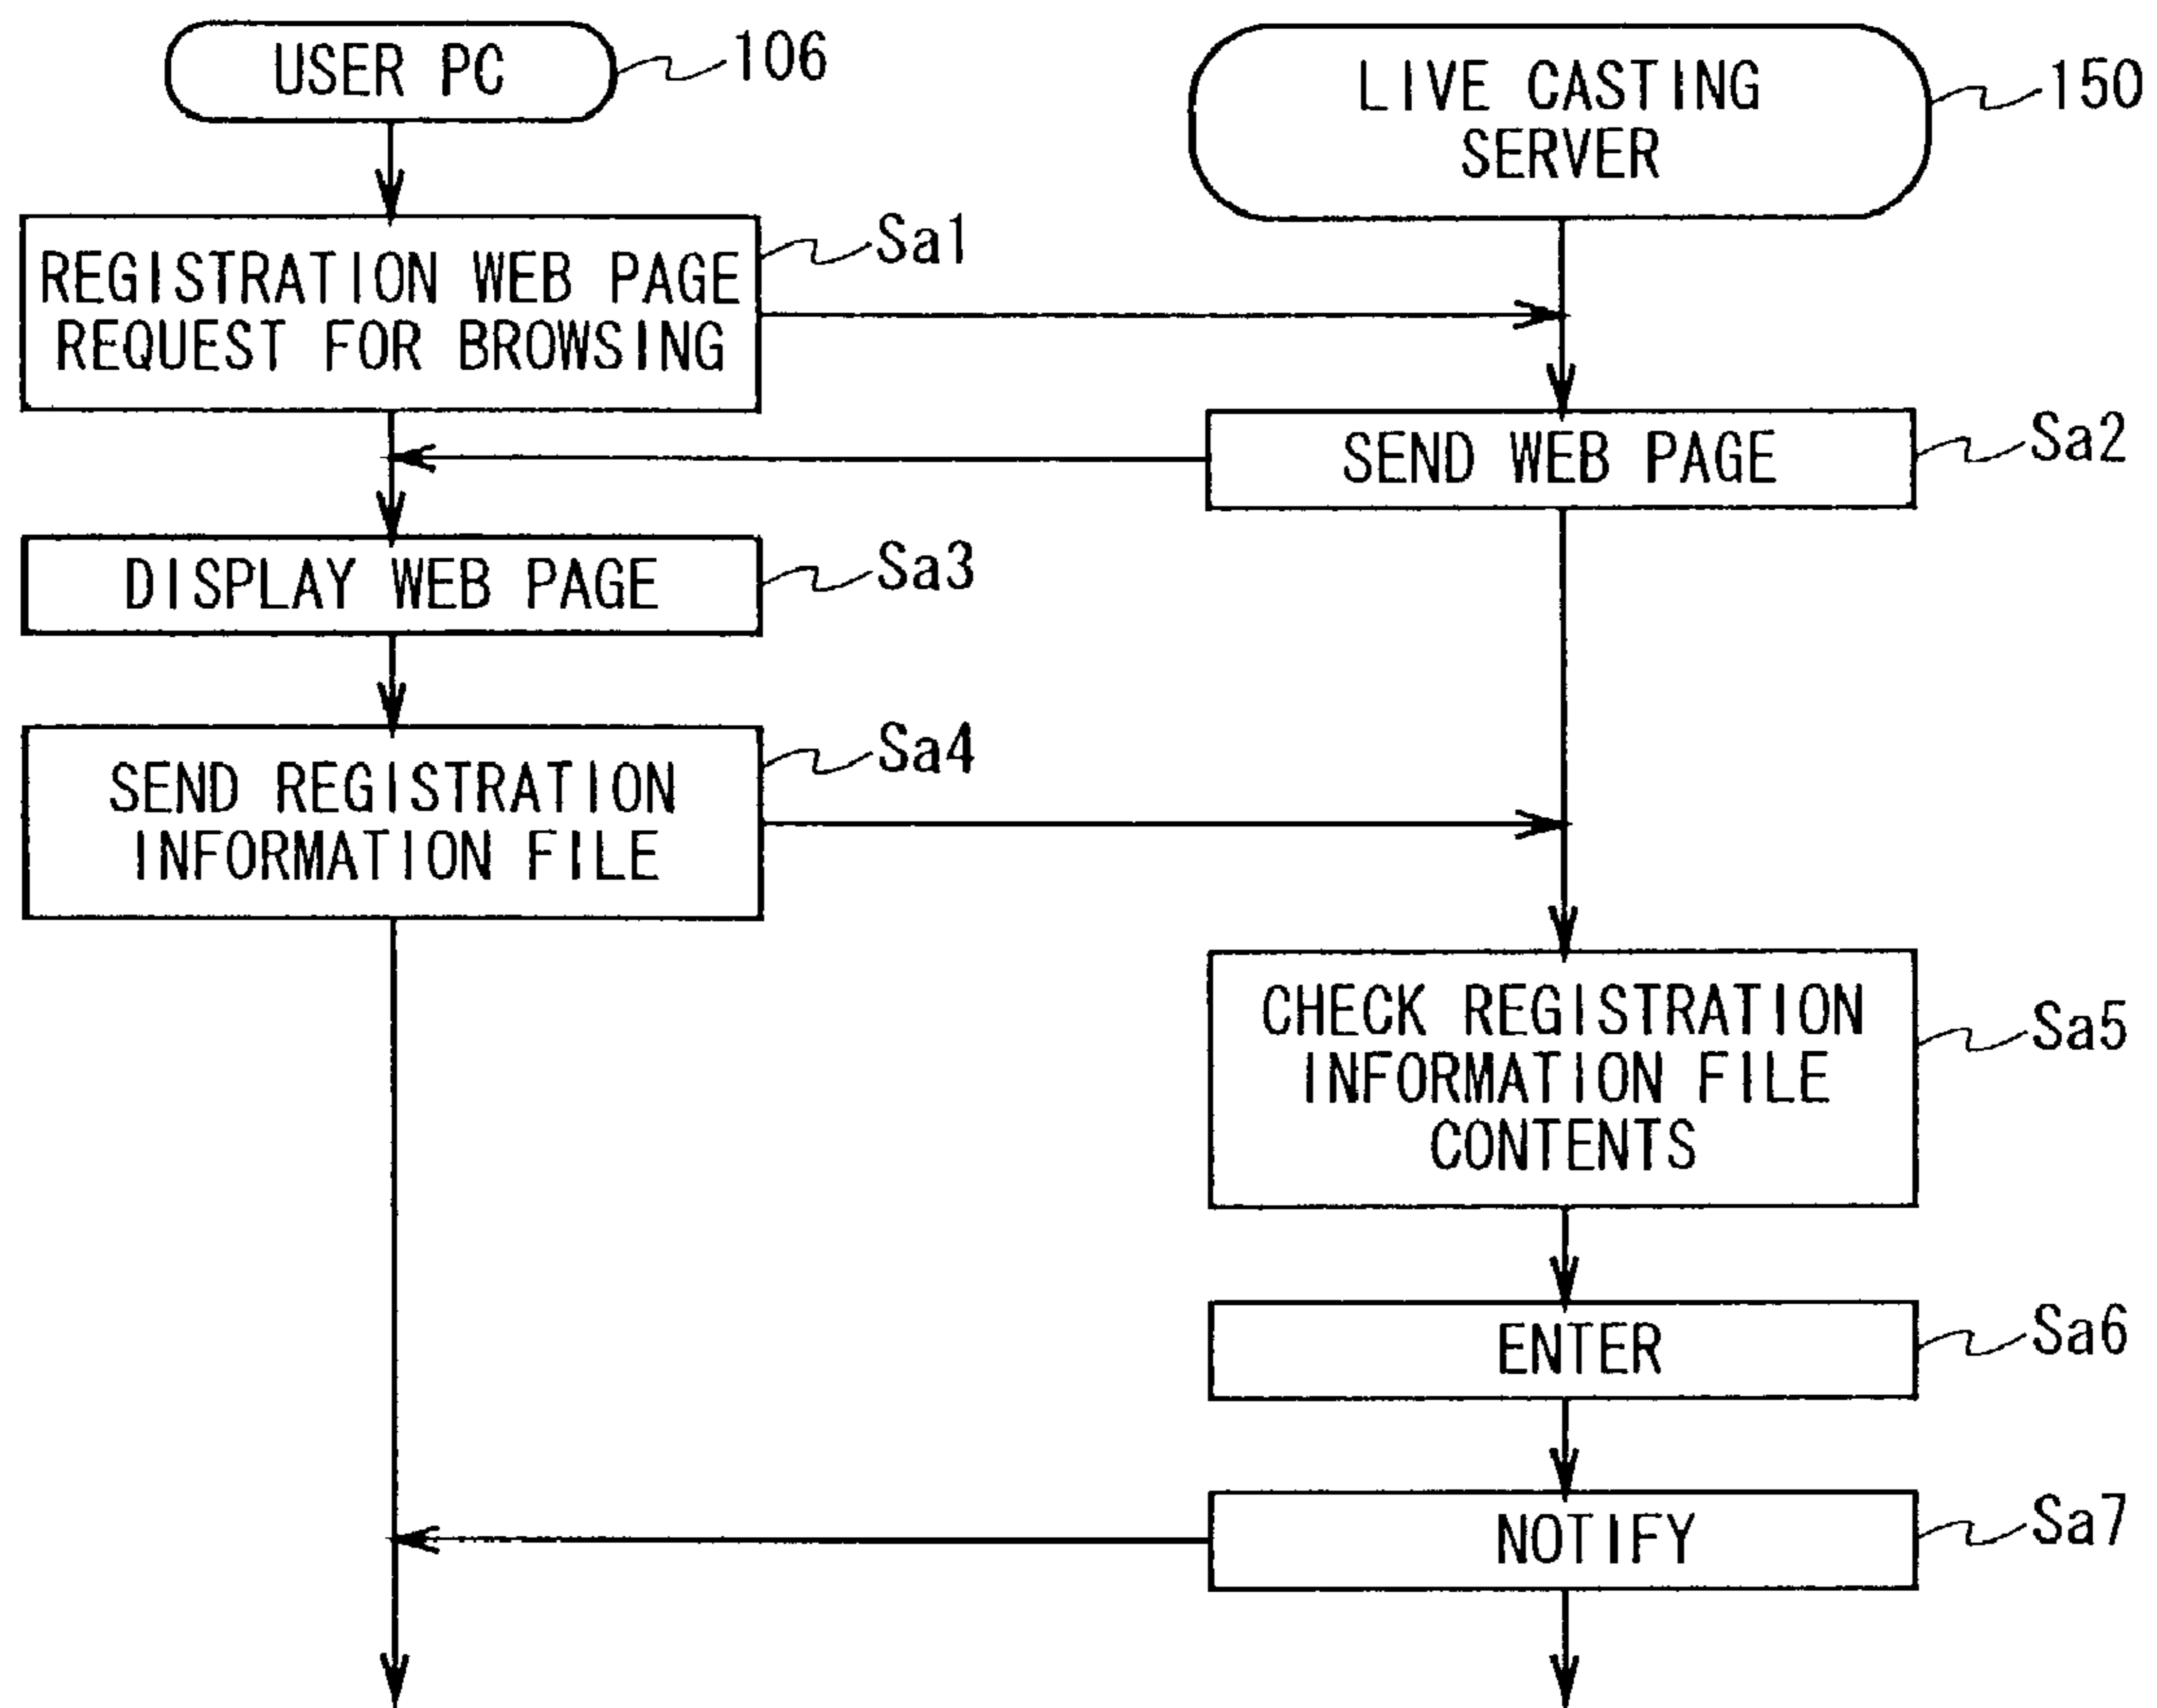 USER PC
106
LIVE CASTING
SERVER
150
REGISTRATION WEB PAGE
REQUEST FOR BROWSING
Sa1
SEND WEB PAGE
Sa2
DISPLAY WEB PAGE
Sa3
SEND REGISTRATION
INFORMATION FILE
Sa4
CHECK REGISTRATION
INFORMATION FILE
CONTENTS
Sa5
ENTER
Sa6
NOTIFY
Sa7